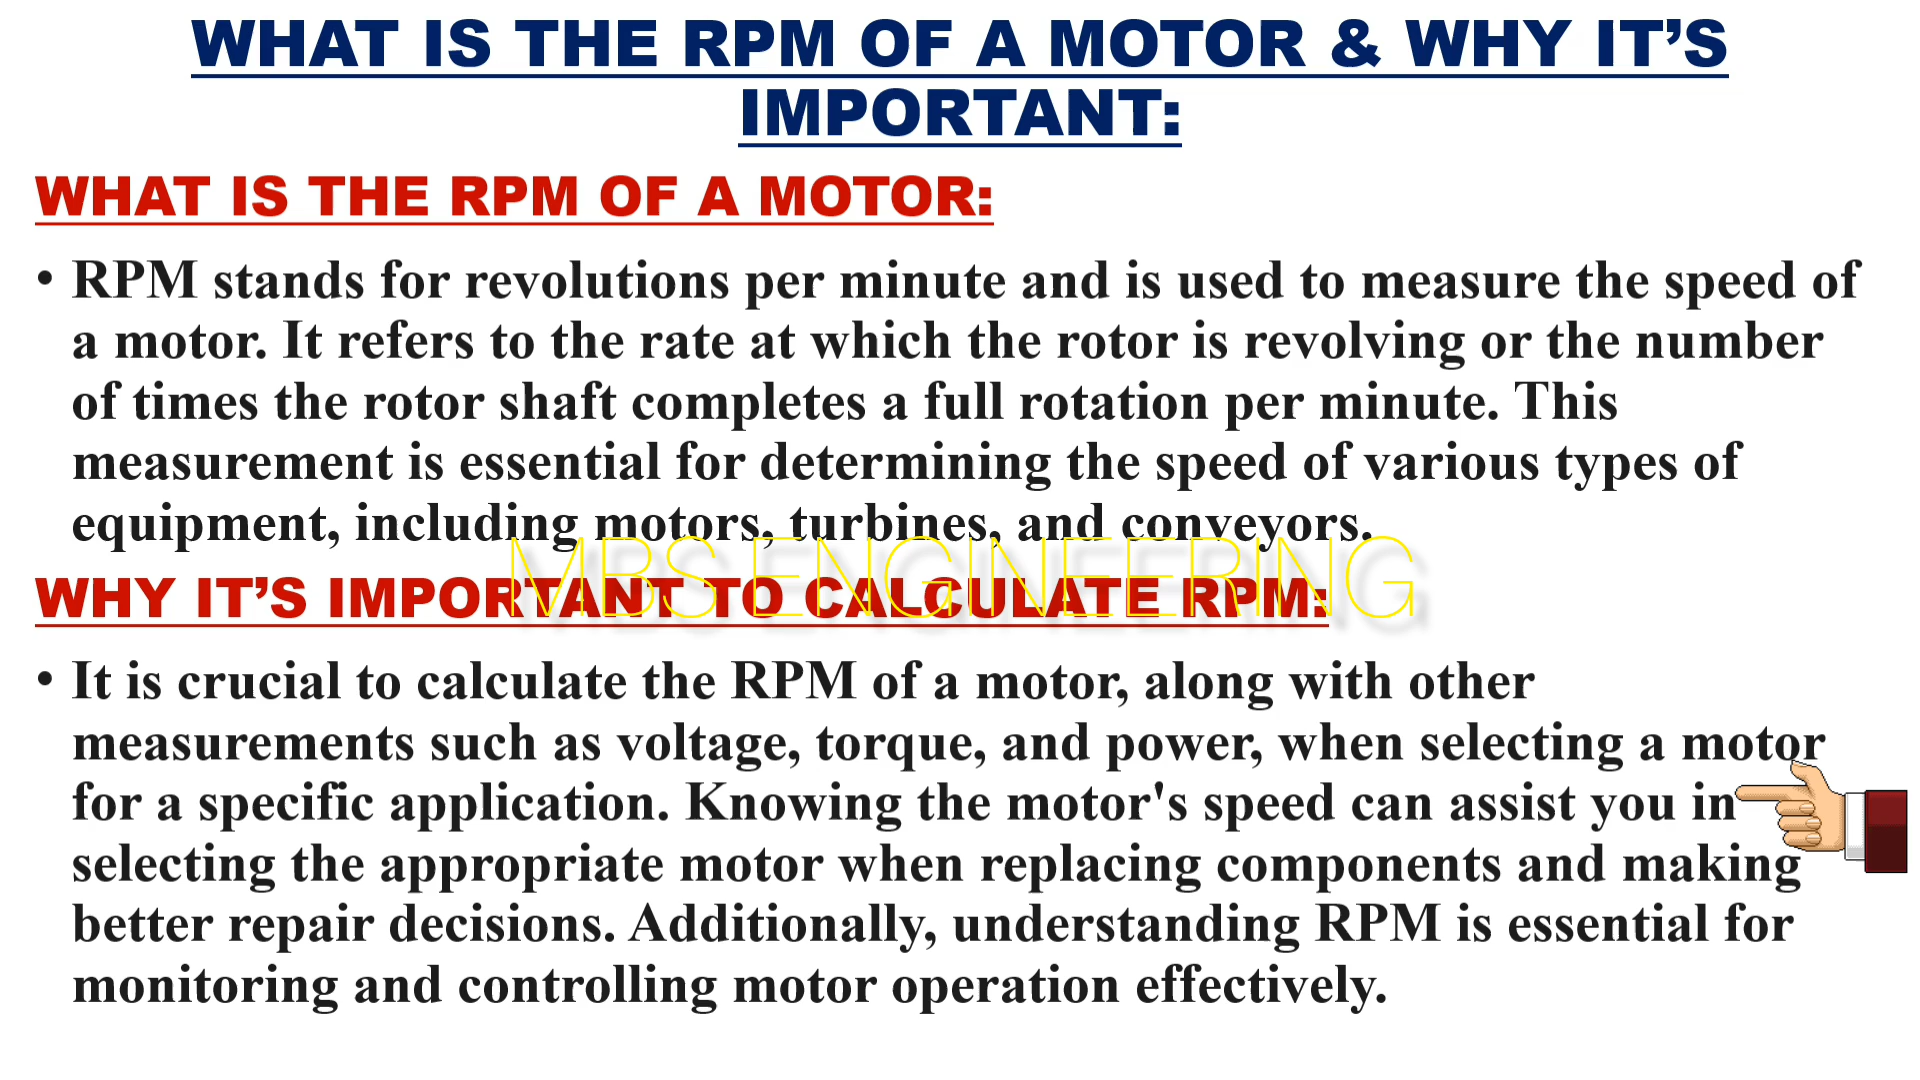 WHAT IS THE RPM OF A MOTOR & WHY IT’S
IMPORTANT:
WHAT IS THE RPM OF A MOTOR:
• RPM stands for revolutions per minute and is used to measure the speed of
a motor. It refers to the rate at which the rotor is revolving or the number
of times the rotor shaft completes a full rotation per minute. This
measurement is essential for determining the speed of various types of
equipment, including motors, turbines, and conveyors.
MBS ENGINEERING
WHY IT’S IMPORTANT TO CALCULATE RPM:
• It is crucial to calculate the RPM of a motor, along with other
measurements such as voltage, torque, and power, when selecting a motor
for a specific application. Knowing the motor's speed can assist you in
selecting the appropriate motor when replacing components and making
better repair decisions. Additionally, understanding RPM is essential for
monitoring and controlling motor operation effectively.